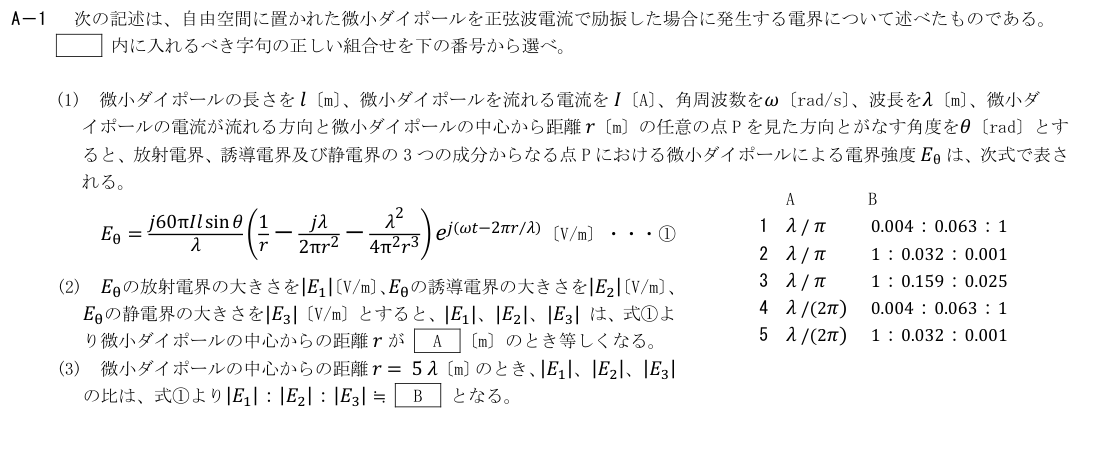 A－1　次の記述は、自由空間に置かれた微小ダイポールを正弦波電流で励振した場合に発生する電界について述べたものである。
□ 内に入れるべき字句の正しい組合せを下の番号から選べ。
(1)　微小ダイポールの長さを l〔m〕、微小ダイポールを流れる電流を I〔A〕、角周波数をω〔rad/s〕、波長をλ〔m〕、微小ダ
イポールの電流が流れる方向と微小ダイポールの中心から距離 r〔m〕の任意の点 P を見た方向とがなす角度をθ〔rad〕とす
ると、放射電界、誘導電界及び静電界の 3 つの成分からなる点 P における微小ダイポールによる電界強度 Eθ は、次式で表さ
れる。
Eθ = (j60πIl sin θ / λ)(1/r － jλ/2πr² － λ²/4π²r³) e^{j(ωt−2πr/λ)}〔V/m〕・・・①
(2)　Eθの放射電界の大きさを|E₁|〔V/m〕、Eθの誘導電界の大きさを|E₂|〔V/m〕、
Eθの静電界の大きさを|E₃|〔V/m〕とすると、|E₁|、|E₂|、|E₃| は、式①よ
り微小ダイポールの中心からの距離 r が A 〔m〕のとき等しくなる。
(3)　微小ダイポールの中心からの距離 r = 5 λ〔m〕のとき、|E₁|、|E₂|、|E₃|
の比は、式①より|E₁|：|E₂|：|E₃| ≒ B となる。
A　B
1　λ/π　0.004：0.063：1
2　λ/π　1：0.032：0.001
3　λ/π　1：0.159：0.025
4　λ/(2π)　0.004：0.063：1
5　λ/(2π)　1：0.032：0.001